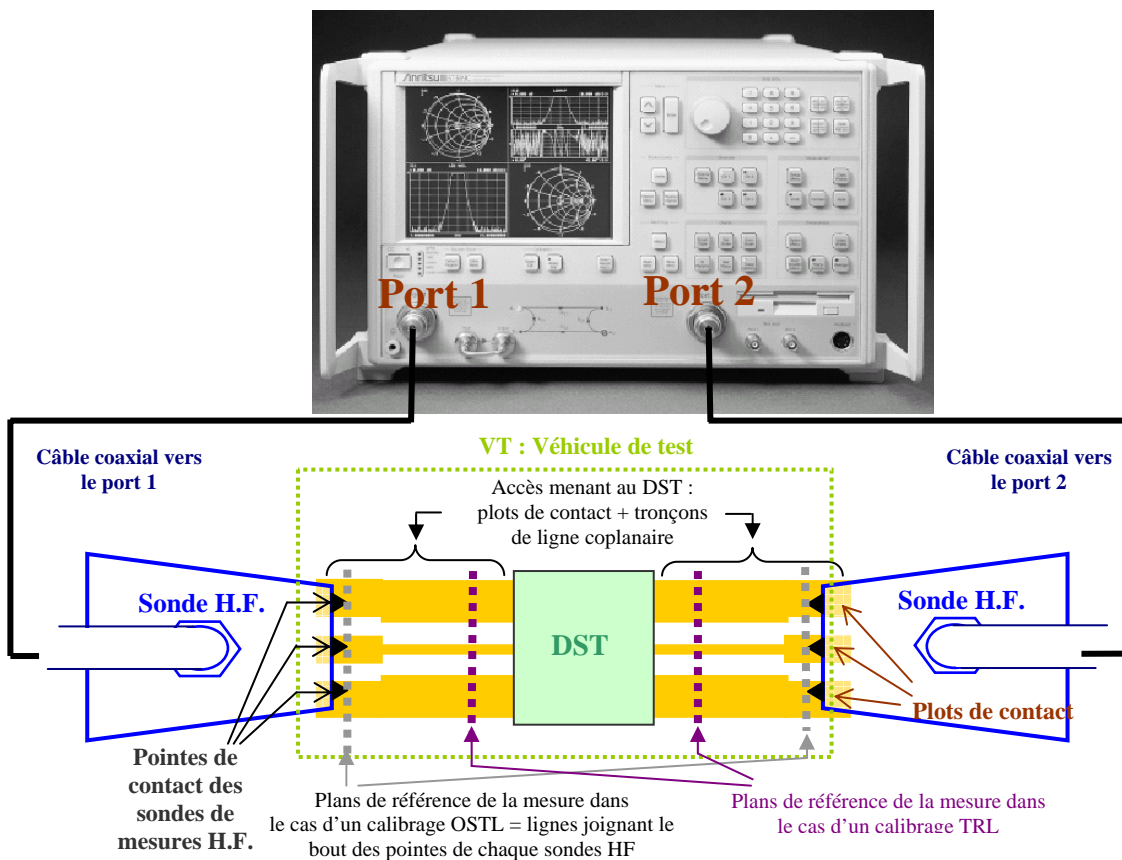 Anritsu
Port 1
Port 2
VT : Véhicule de test
Câble coaxial vers
le port 1
Câble coaxial vers
le port 2
Accès menant au DST :
plots de contact + tronçons
de ligne coplanaire
Sonde H.F.
DST
Sonde H.F.
Plots de contact
Pointes de
contact des
sondes de
mesures H.F.
Plans de référence de la mesure dans
le cas d’un calibrage OSTL = lignes joignant le
bout des pointes de chaque sondes HF
Plans de référence de la mesure dans
le cas d’un calibrage TRL